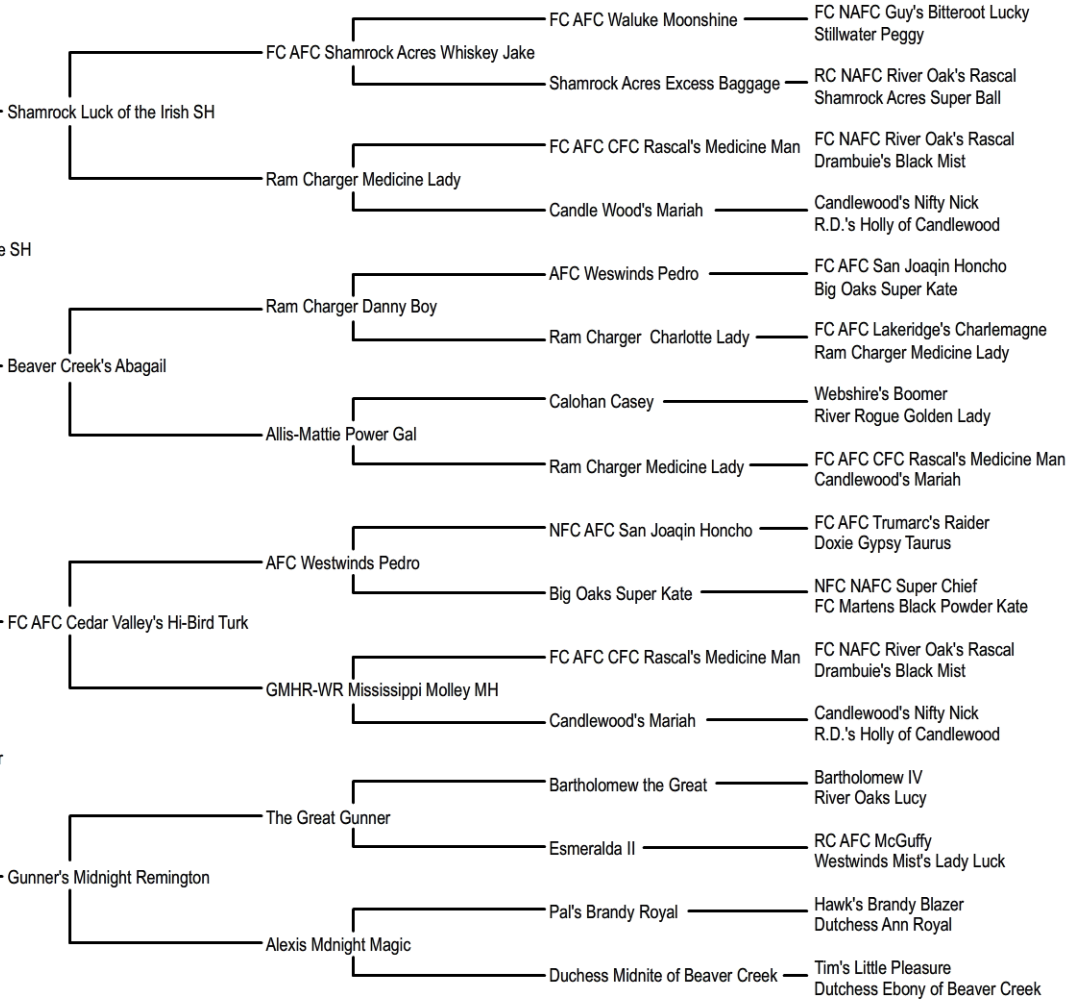 FC AFC Waluke Moonshine
FC NAFC Guy's Bitteroot Lucky
Stillwater Peggy
FC AFC Shamrock Acres Whiskey Jake
Shamrock Acres Excess Baggage
RC NAFC River Oak's Rascal
Shamrock Acres Super Ball
Shamrock Luck of the Irish SH
FC AFC CFC Rascal's Medicine Man
FC NAFC River Oak's Rascal
Drambuie's Black Mist
Ram Charger Medicine Lady
Candle Wood's Mariah
Candlewood's Nifty Nick
R.D.'s Holly of Candlewood
e SH
AFC Weswinds Pedro
FC AFC San Joaqin Honcho
Big Oaks Super Kate
Ram Charger Danny Boy
Ram Charger Charlotte Lady
FC AFC Lakeridge's Charlemagne
Ram Charger Medicine Lady
Beaver Creek's Abagail
Calohan Casey
Webshire's Boomer
River Rogue Golden Lady
Allis-Mattie Power Gal
Ram Charger Medicine Lady
FC AFC CFC Rascal's Medicine Man
Candlewood's Mariah
NFC AFC San Joaqin Honcho
FC AFC Trumarc's Raider
Doxie Gypsy Taurus
AFC Westwinds Pedro
Big Oaks Super Kate
NFC NAFC Super Chief
FC Martens Black Powder Kate
FC AFC Cedar Valley's Hi-Bird Turk
FC AFC CFC Rascal's Medicine Man
FC NAFC River Oak's Rascal
Drambuie's Black Mist
GMHR-WR Mississippi Molley MH
Candlewood's Mariah
Candlewood's Nifty Nick
R.D.'s Holly of Candlewood
r
Bartholomew the Great
Bartholomew IV
River Oaks Lucy
The Great Gunner
Esmeralda II
RC AFC McGuffy
Westwinds Mist's Lady Luck
Gunner's Midnight Remington
Pal's Brandy Royal
Hawk's Brandy Blazer
Dutchess Ann Royal
Alexis Mdnight Magic
Duchess Midnite of Beaver Creek
Tim's Little Pleasure
Dutchess Ebony of Beaver Creek